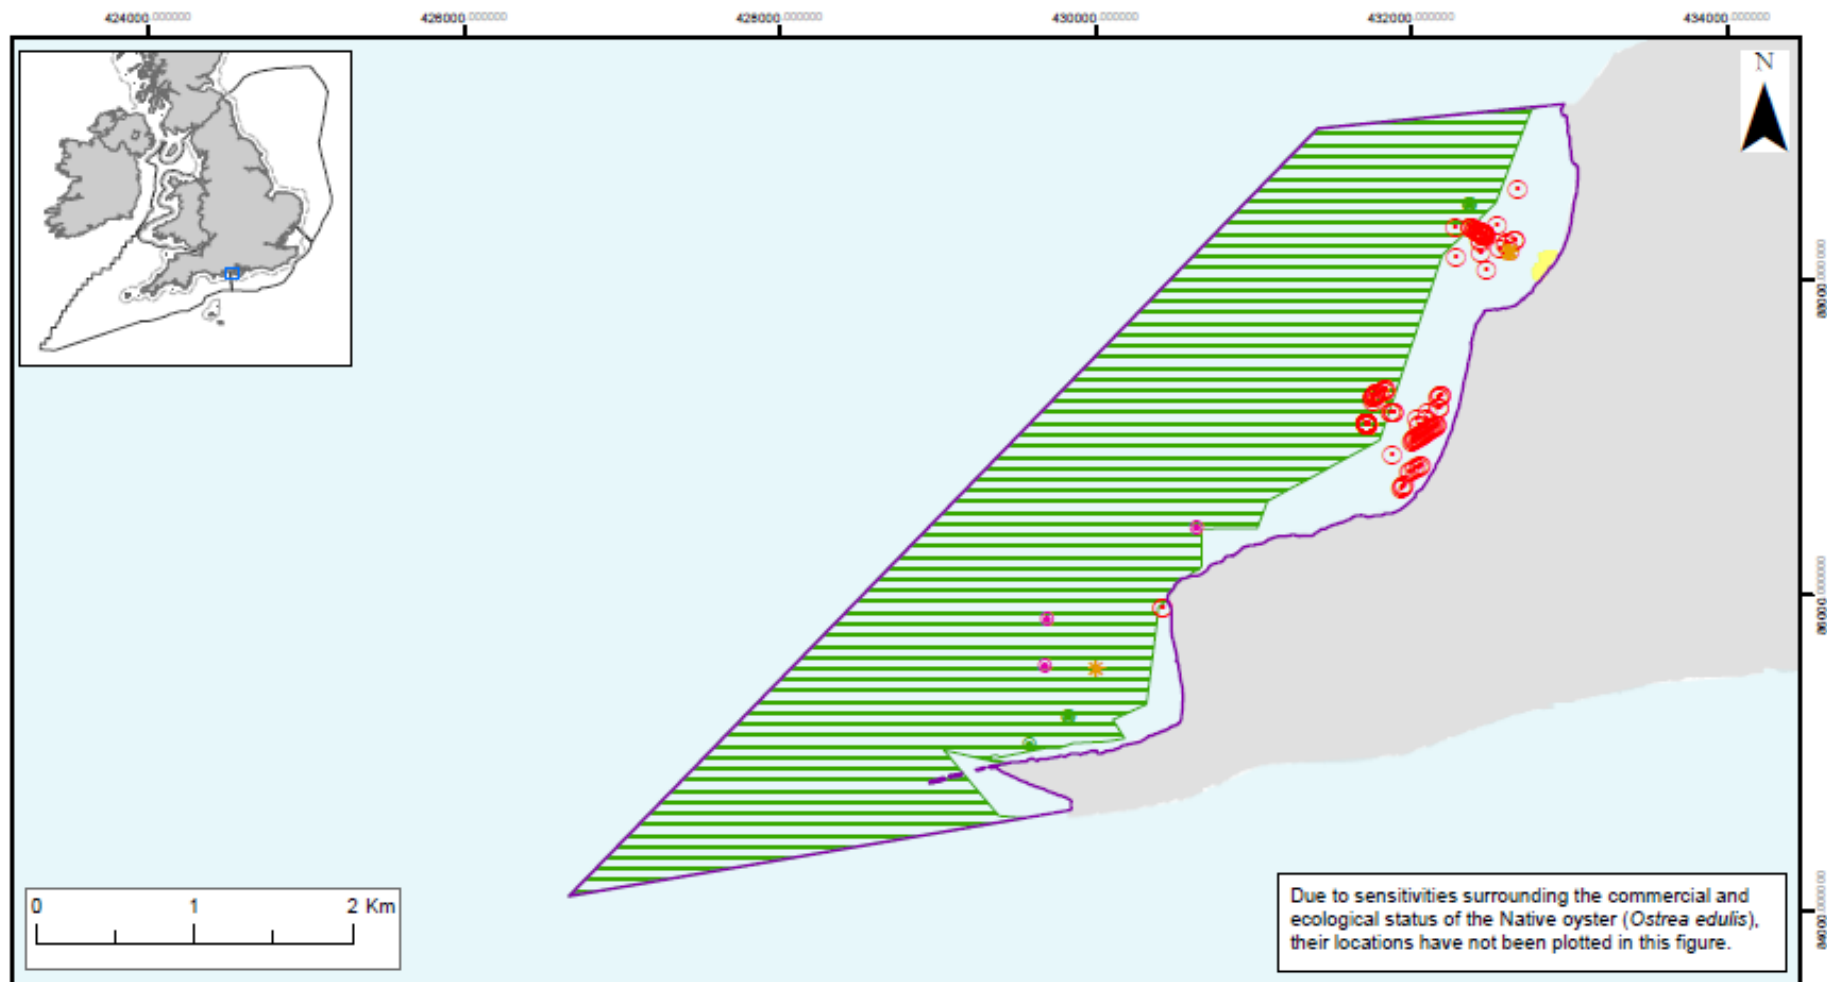 424000.000000 426000.000000 428000.000000 430000.000000 432000.000000 434000.000000
N
0 1 2 Km
Due to sensitivities surrounding the commercial and
ecological status of the Native oyster (Ostrea edulis),
their locations have not been plotted in this figure.